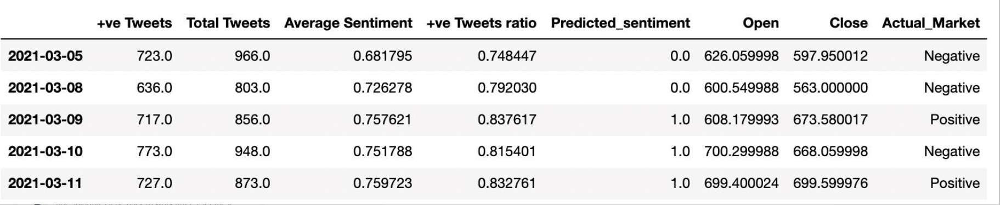 +ve Tweets Total Tweets Average Sentiment +ve Tweets ratio Predicted_sentiment Open Close Actual_Market
2021-03-05 723.0 966.0 0.681795 0.748447 0.0 626.059998 597.950012 Negative
2021-03-08 636.0 803.0 0.726278 0.792030 0.0 600.549988 563.000000 Negative
2021-03-09 717.0 856.0 0.757621 0.837617 1.0 608.179993 673.580017 Positive
2021-03-10 773.0 948.0 0.751788 0.815401 1.0 700.299988 668.059998 Negative
2021-03-11 727.0 873.0 0.759723 0.832761 1.0 699.400024 699.599976 Positive